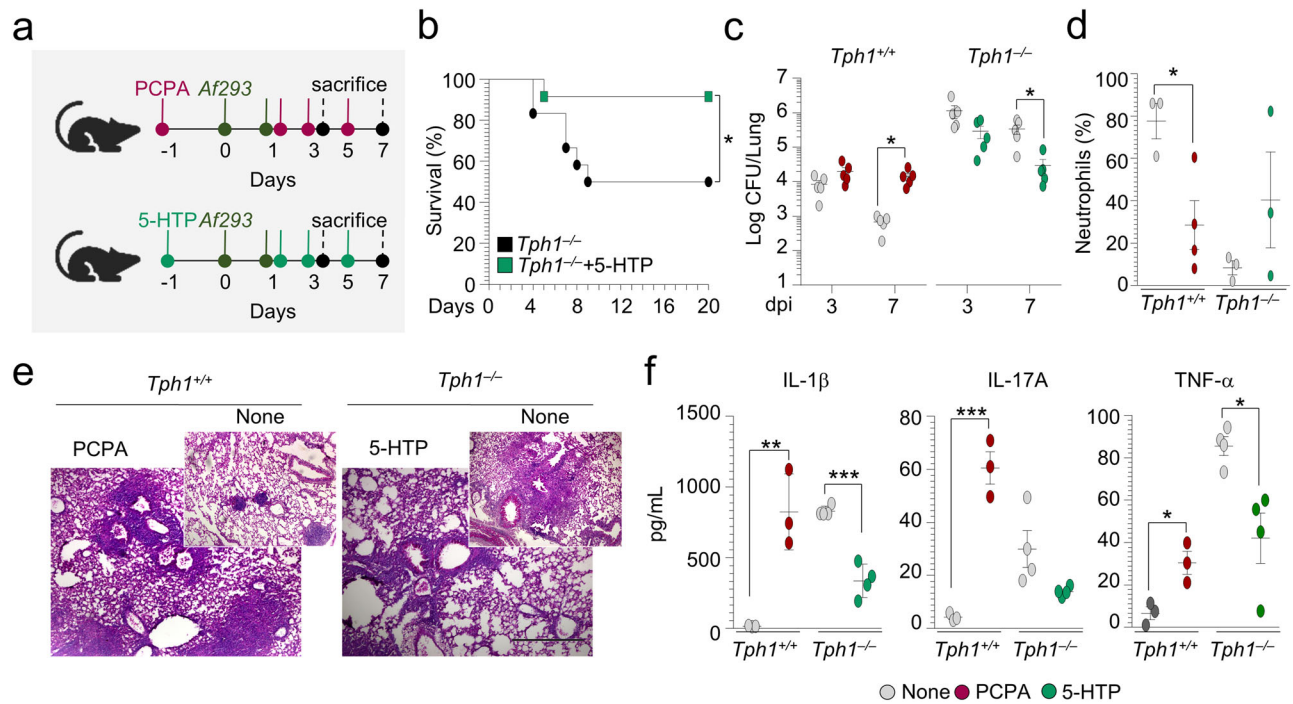 a
PCPA Af293 sacrifice
-1 0 1 3 5 7
Days
5-HTP Af293 sacrifice
-1 0 1 3 5 7
Days
b
Survival (%)
100
80
60
40
20
0
*
Tph1–/–
Tph1–/–+5-HTP
Days 0 4 8 12 16 20
c
Tph1+/+ Tph1–/–
Log CFU/Lung
7
6
5
4
3
2
1
* *
dpi 3 7 3 7
d
Neutrophils (%)
100
80
60
40
20
0
*
Tph1+/+ Tph1–/–
e
Tph1+/+ Tph1–/–
None None
PCPA 5-HTP
f
IL-1β IL-17A TNF-α
pg/mL
1500
1000
500
0
** ***
Tph1+/+ Tph1–/–
80
60
40
20
0
***
Tph1+/+ Tph1–/–
100
80
60
40
20
0
* *
Tph1+/+ Tph1–/–
None PCPA 5-HTP